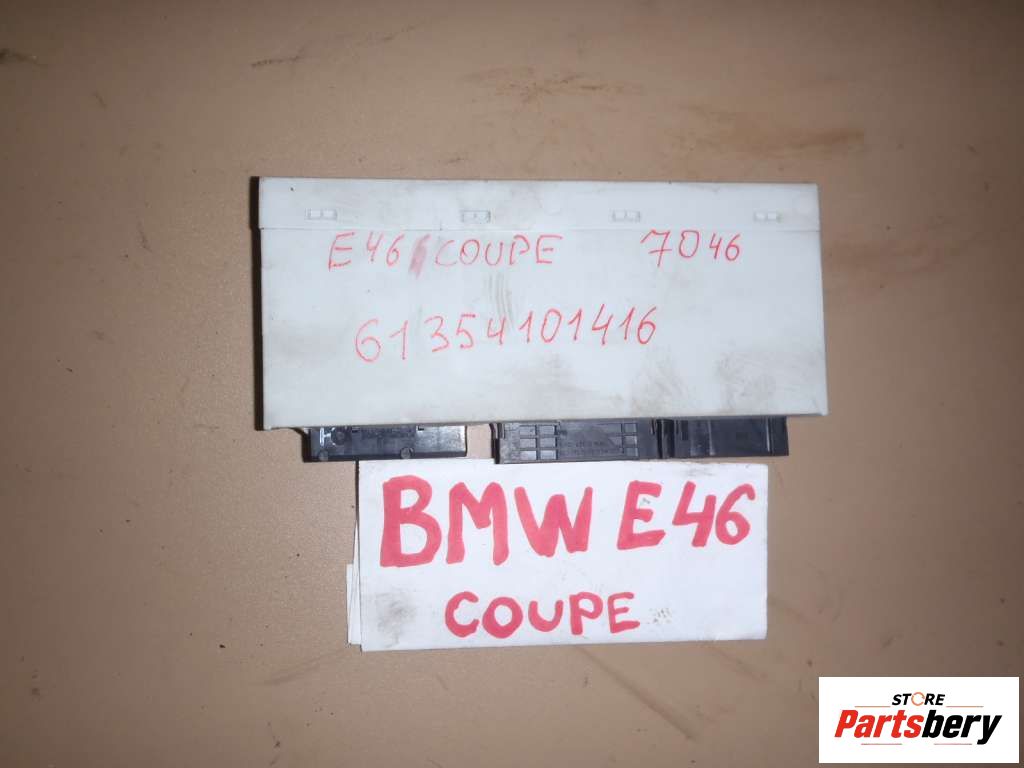 E46 COUPE 7046
61354101416
BMW E46
COUPE
STORE
Partsbery